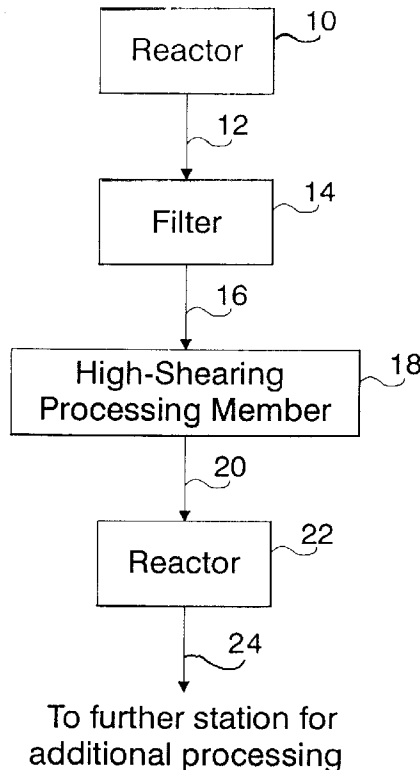 Reactor
10
12
Filter
14
16
High-Shearing
Processing Member
18
20
Reactor
22
24
To further station for
additional processing